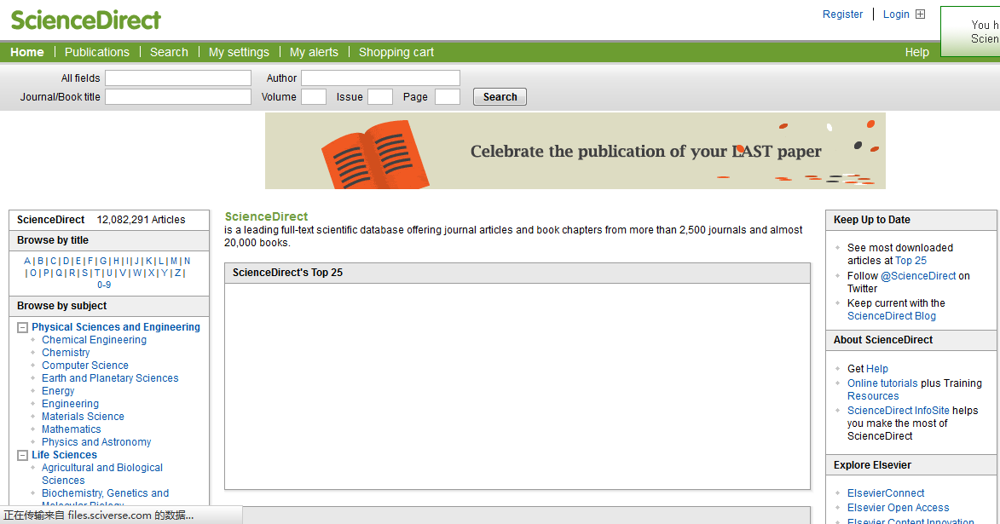 ScienceDirect
Register
Login
You h
Scien
Home
Publications
Search
My settings
My alerts
Shopping cart
Help
All fields
Author
Journal/Book title
Volume
Issue
Page
Search
Celebrate the publication of your LAST paper
ScienceDirect 12,082,291 Articles
Browse by title
A | B | C | D | E | F | G | H | I | J | K | L | M | N
| O | P | Q | R | S | T | U | V | W | X | Y | Z |
0-9
Browse by subject
Physical Sciences and Engineering
Chemical Engineering
Chemistry
Computer Science
Earth and Planetary Sciences
Energy
Engineering
Materials Science
Mathematics
Physics and Astronomy
Life Sciences
Agricultural and Biological
Sciences
Biochemistry, Genetics and
Molecular Biology
正在传输来自 files.sciverse.com 的数据...
ScienceDirect
is a leading full-text scientific database offering journal articles and book chapters from more than 2,500 journals and almost
20,000 books.
ScienceDirect's Top 25
Keep Up to Date
See most downloaded
articles at Top 25
Follow @ScienceDirect on
Twitter
Keep current with the
ScienceDirect Blog
About ScienceDirect
Get Help
Online tutorials plus Training
Resources
ScienceDirect InfoSite helps
you make the most of
ScienceDirect
Explore Elsevier
ElsevierConnect
Elsevier Open Access
Elsevier Content Innovation